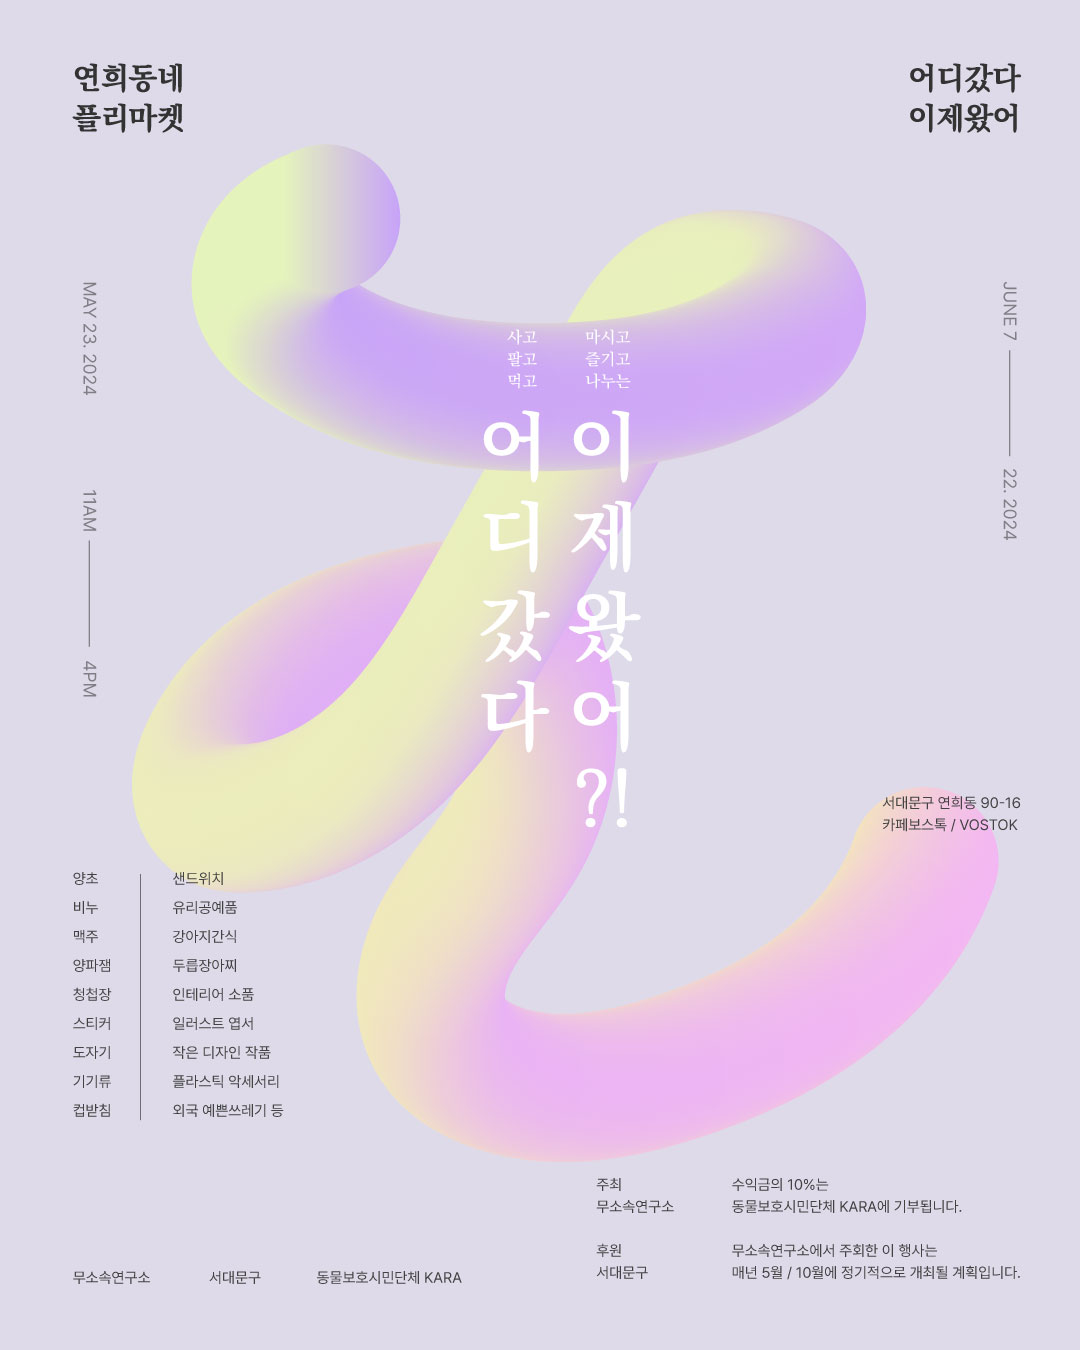 연희동네
플리마켓
어디갔다
이제왔어
MAY 23. 2024
11AM
4PM
JUNE 7
22. 2024
사고
팔고
먹고
마시고
즐기고
나누는
어디갔다
이제왔어?!
서대문구 연희동 90-16
카페보스톡 / VOSTOK
양초
비누
맥주
양파잼
청첩장
스티커
도자기
기기류
컵받침
샌드위치
유리공예품
강아지간식
두릅장아찌
인테리어 소품
일러스트 엽서
작은 디자인 작품
플라스틱 악세서리
외국 예쁜쓰레기 등
주최
무소속연구소
수익금의 10%는
동물보호시민단체 KARA에 기부됩니다.
후원
서대문구
무소속연구소에서 주회한 이 행사는
매년 5월 / 10월에 정기적으로 개최될 계획입니다.
무소속연구소
서대문구
동물보호시민단체 KARA